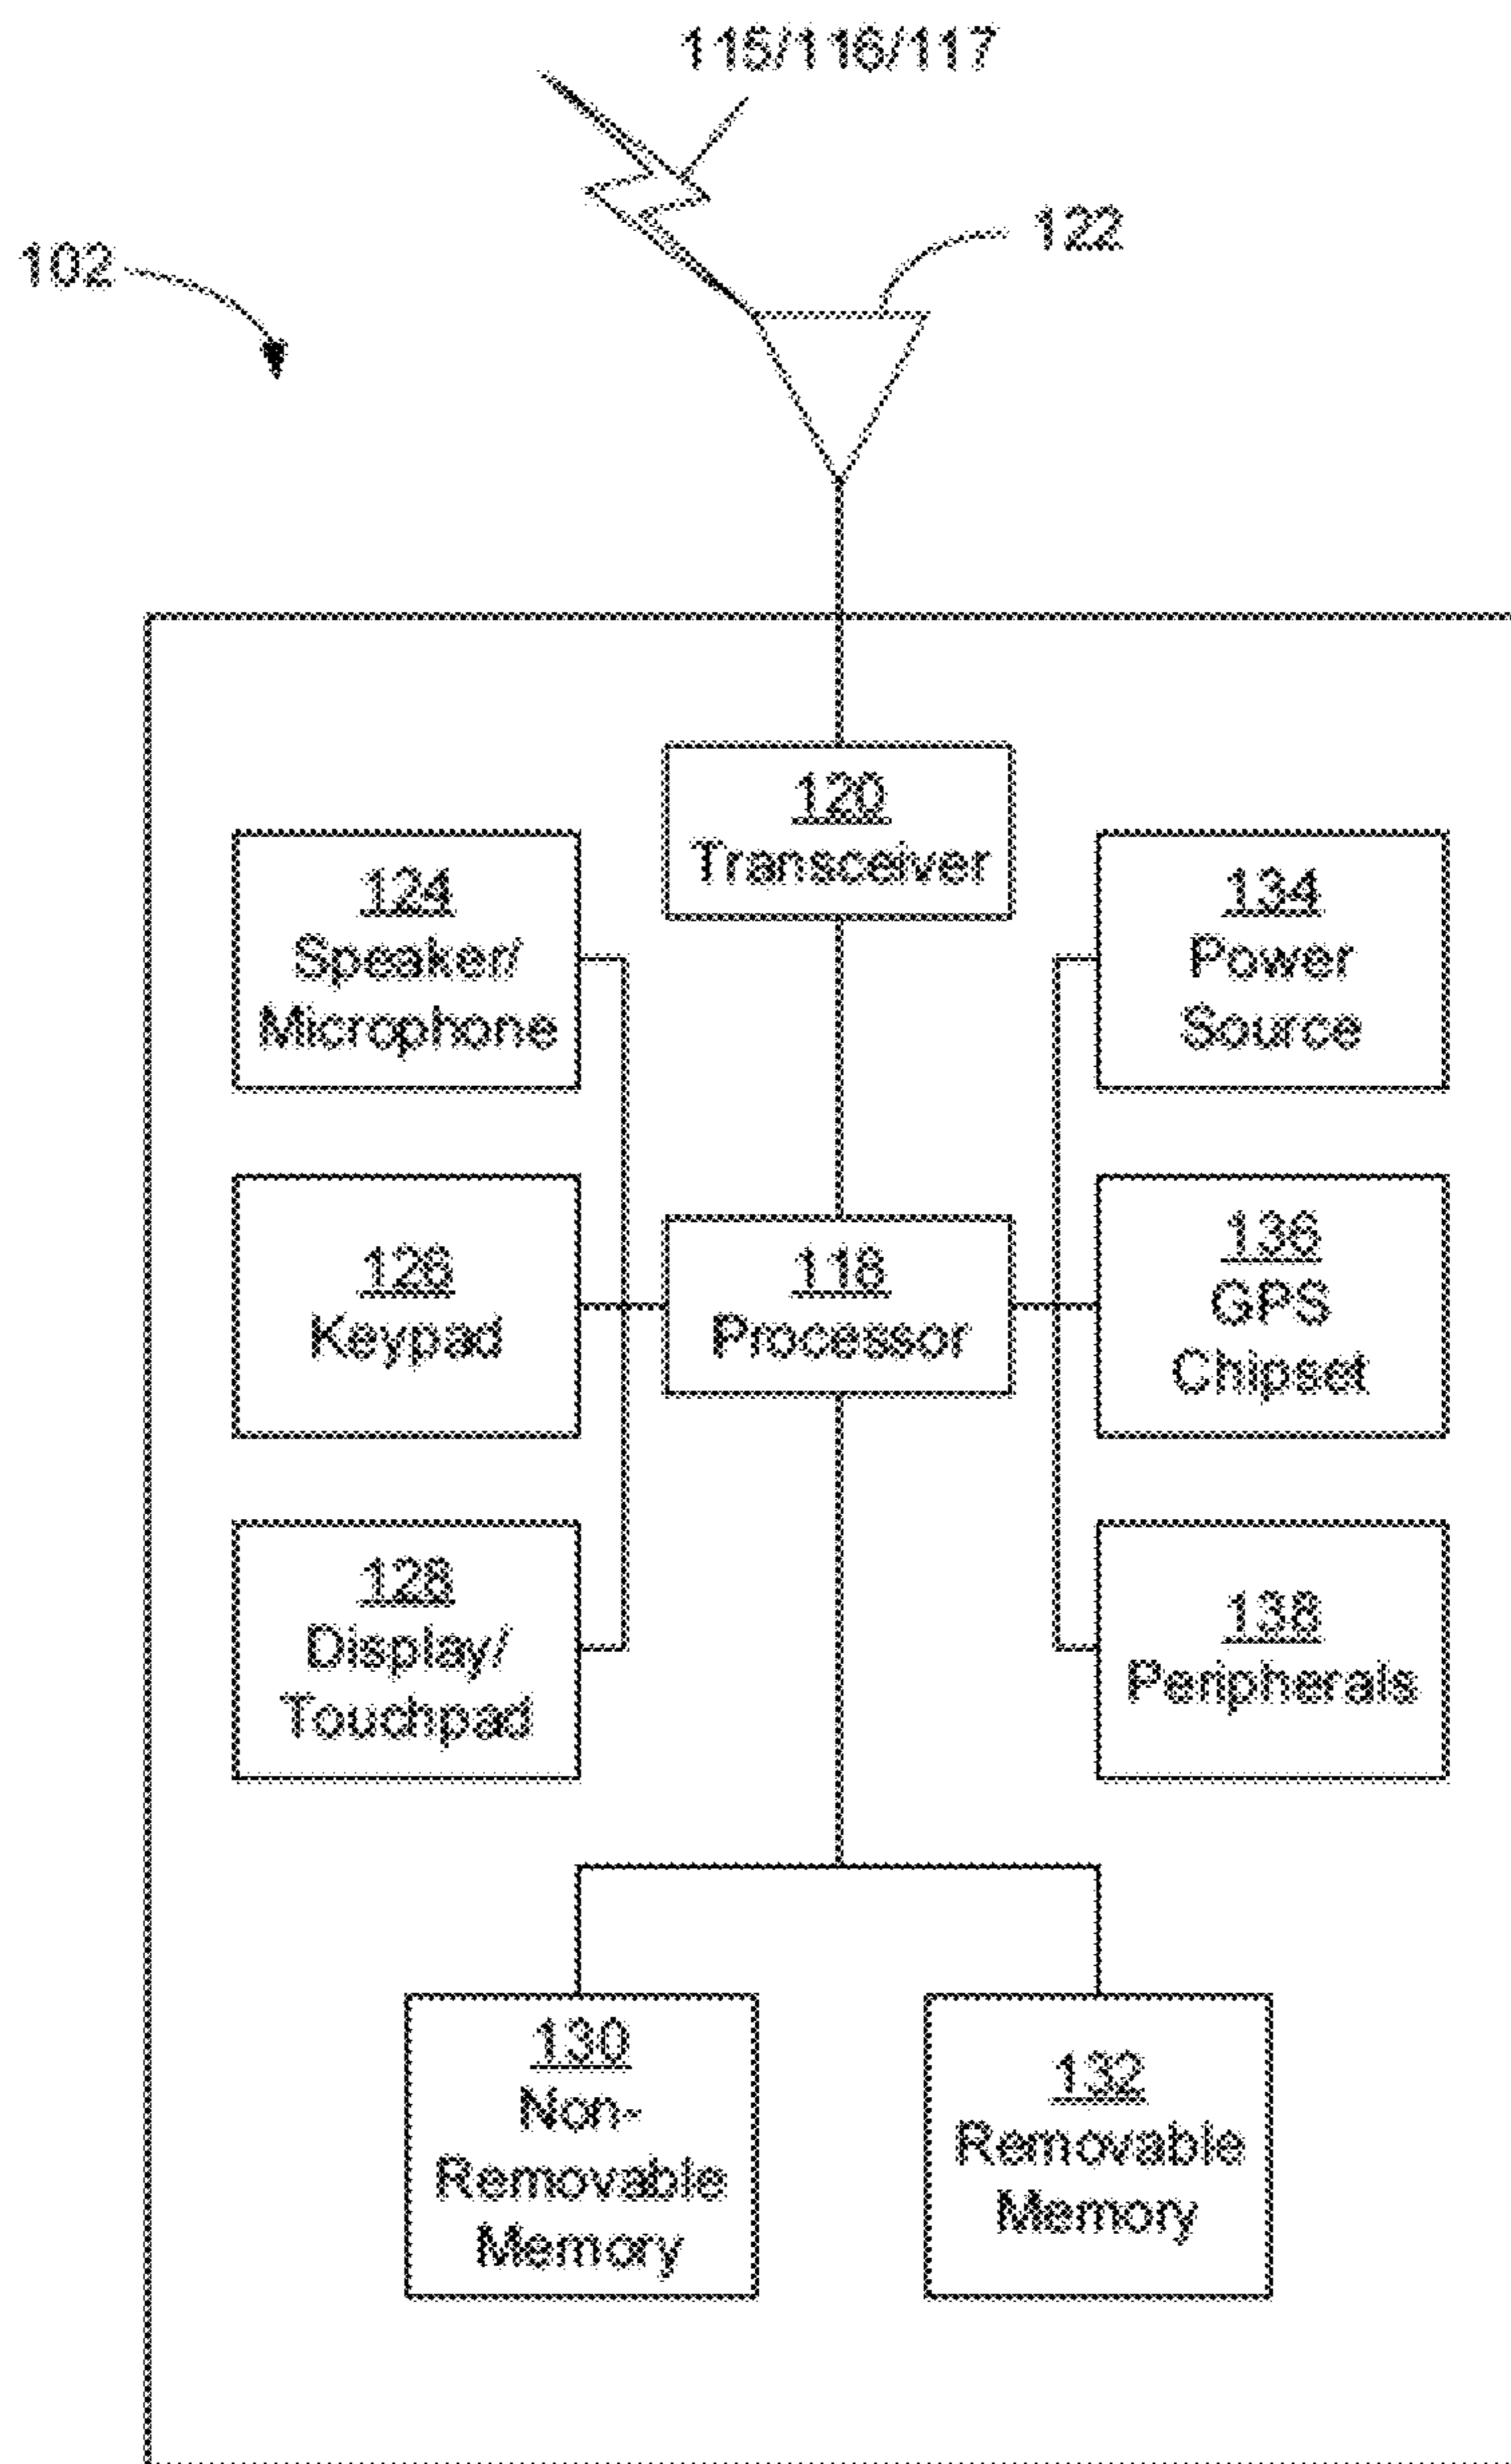 115/116/117
122
102
120
Transceiver
124
Speaker/
Microphone
134
Power
Source
126
Keypad
118
Processor
136
GPS
Chipset
128
Display/
Touchpad
138
Peripherals
130
Non-
Removable
Memory
132
Removable
Memory